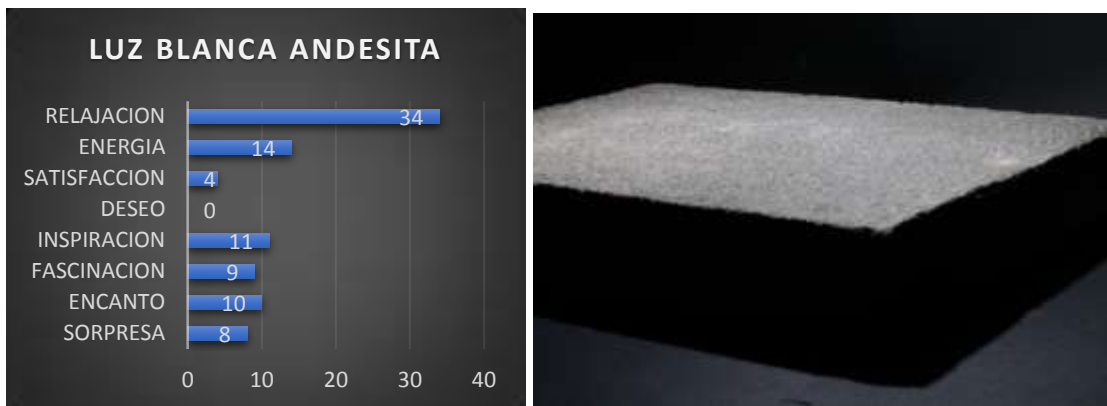 LUZ BLANCA ANDESITA
RELAJACION 34
ENERGIA 14
SATISFACCION 4
DESEO 0
INSPIRACION 11
FASCINACION 9
ENCANTO 10
SORPRESA 8
0 10 20 30 40